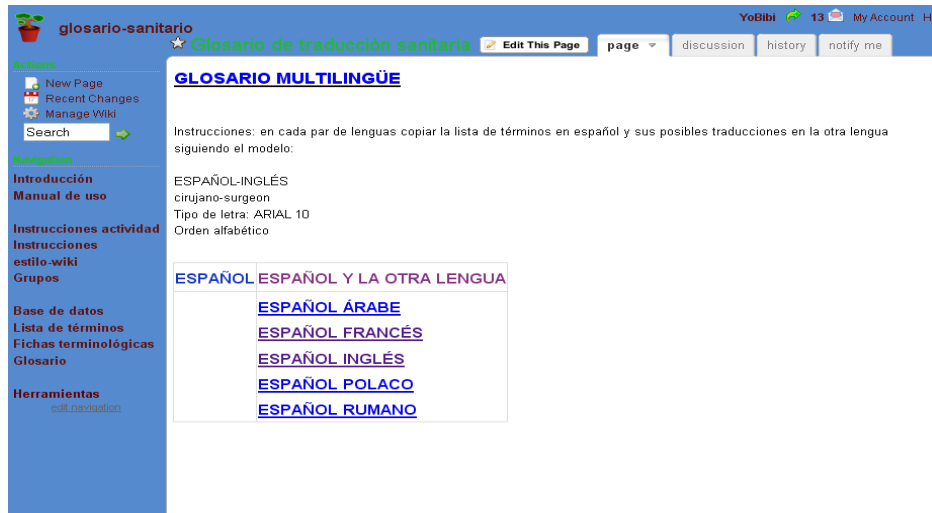 glosario-sanitario
YoBibi 13 My Account H
Glosario de traducción sanitaria Edit This Page page discussion history notify me
Actions
New Page
Recent Changes
Manage Wiki
Search
Navigation
Introducción
Manual de uso
Instrucciones actividad
Instrucciones
estilo-wiki
Grupos
Base de datos
Lista de términos
Fichas terminológicas
Glosario
Herramientas
edit navigation
GLOSARIO MULTILINGÜE
Instrucciones: en cada par de lenguas copiar la lista de términos en español y sus posibles traducciones en la otra lengua
siguiendo el modelo:
ESPAÑOL-INGLÉS
cirujano-surgeon
Tipo de letra: ARIAL 10
Orden alfabético
ESPAÑOL ESPAÑOL Y LA OTRA LENGUA
ESPAÑOL ÁRABE
ESPAÑOL FRANCÉS
ESPAÑOL INGLÉS
ESPAÑOL POLACO
ESPAÑOL RUMANO